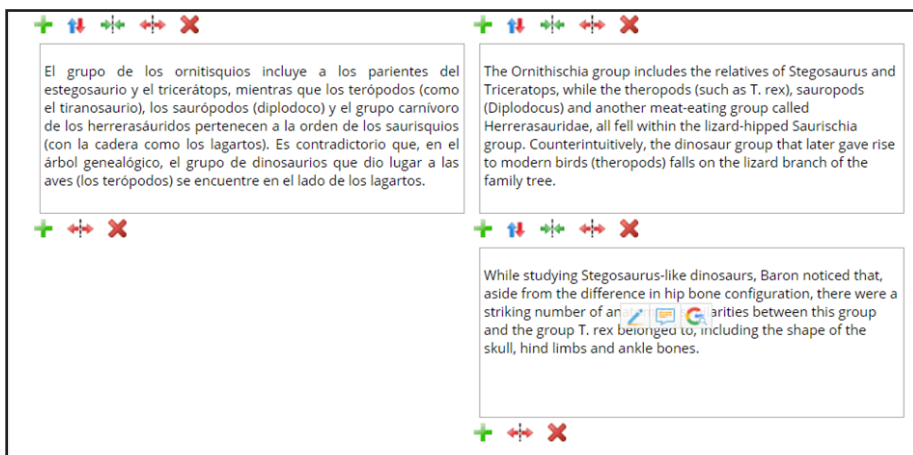 El grupo de los ornitisquios incluye a los parientes del
estegosaurio y el tricerátops, mientras que los terópodos (como
el tiranosaurio), los saurópodos (diplodoco) y el grupo carnívoro
de los herrerasáuridos pertenecen a la orden de los saurisquios
(con la cadera como los lagartos). Es contradictorio que, en el
árbol genealógico, el grupo de dinosaurios que dio lugar a las
aves (los terópodos) se encuentre en el lado de los lagartos.
The Ornithischia group includes the relatives of Stegosaurus and
Triceratops, while the theropods (such as T. rex), sauropods
(Diplodocus) and another meat-eating group called
Herrerasauridae, all fell within the lizard-hipped Saurischia
group. Counterintuitively, the dinosaur group that later gave rise
to modern birds (theropods) falls on the lizard branch of the
family tree.
While studying Stegosaurus-like dinosaurs, Baron noticed that,
aside from the difference in hip bone configuration, there were a
striking number of between this group
and the group T. rex belonged to, including the shape of the
skull, hind limbs and ankle bones.